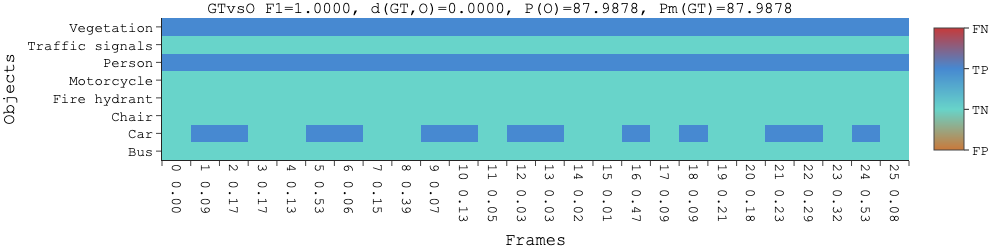 GTvsO F1=1.0000, d(GT,O)=0.0000, P(O)=87.9878, Pm(GT)=87.9878
Objects
Vegetation
Traffic signals
Person
Motorcycle
Fire hydrant
Chair
Car
Bus
0 0.00
1 0.09
2 0.17
3 0.17
4 0.13
5 0.53
6 0.06
7 0.15
8 0.39
9 0.07
10 0.13
11 0.05
12 0.03
13 0.03
14 0.02
15 0.01
16 0.47
17 0.09
18 0.09
19 0.21
20 0.18
21 0.23
22 0.29
23 0.32
24 0.53
25 0.08
Frames
FN
TP
TN
FP